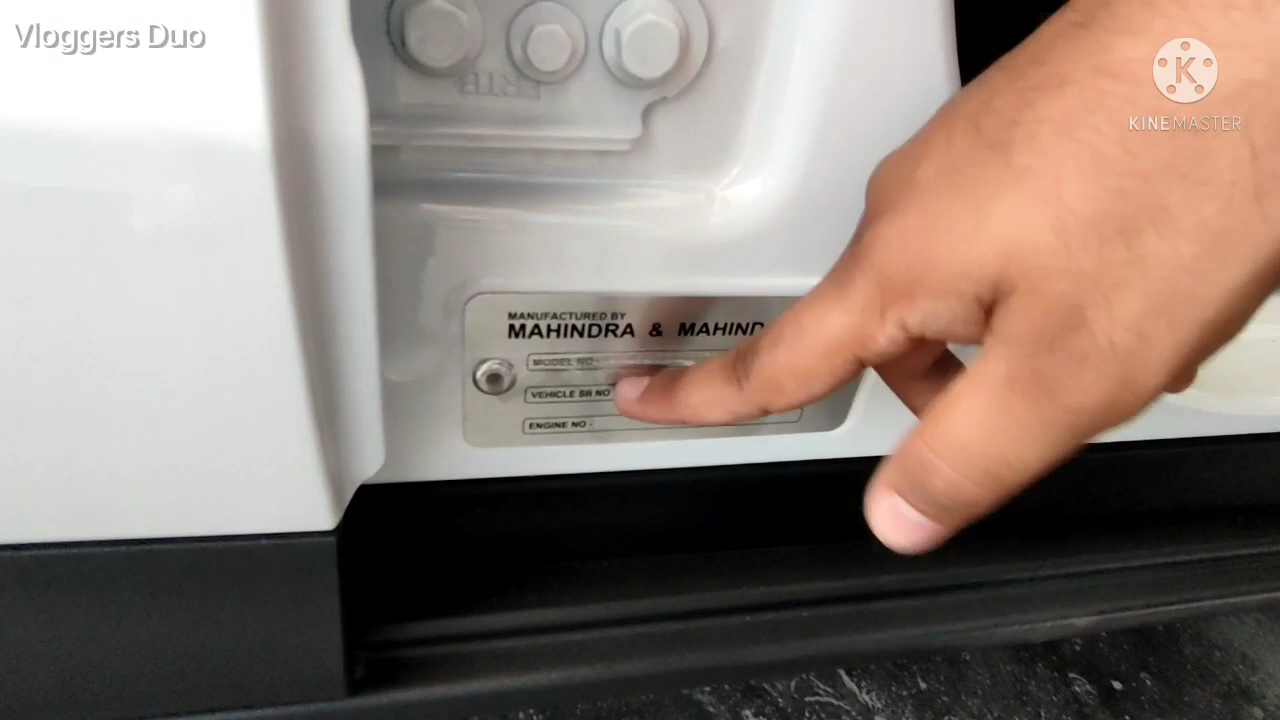 Vloggers Duo
KINEMASTER
MANUFACTURED BY
MAHINDRA & MAHIND
MODEL NO-
VEHICLE SR NO
ENGINE NO -